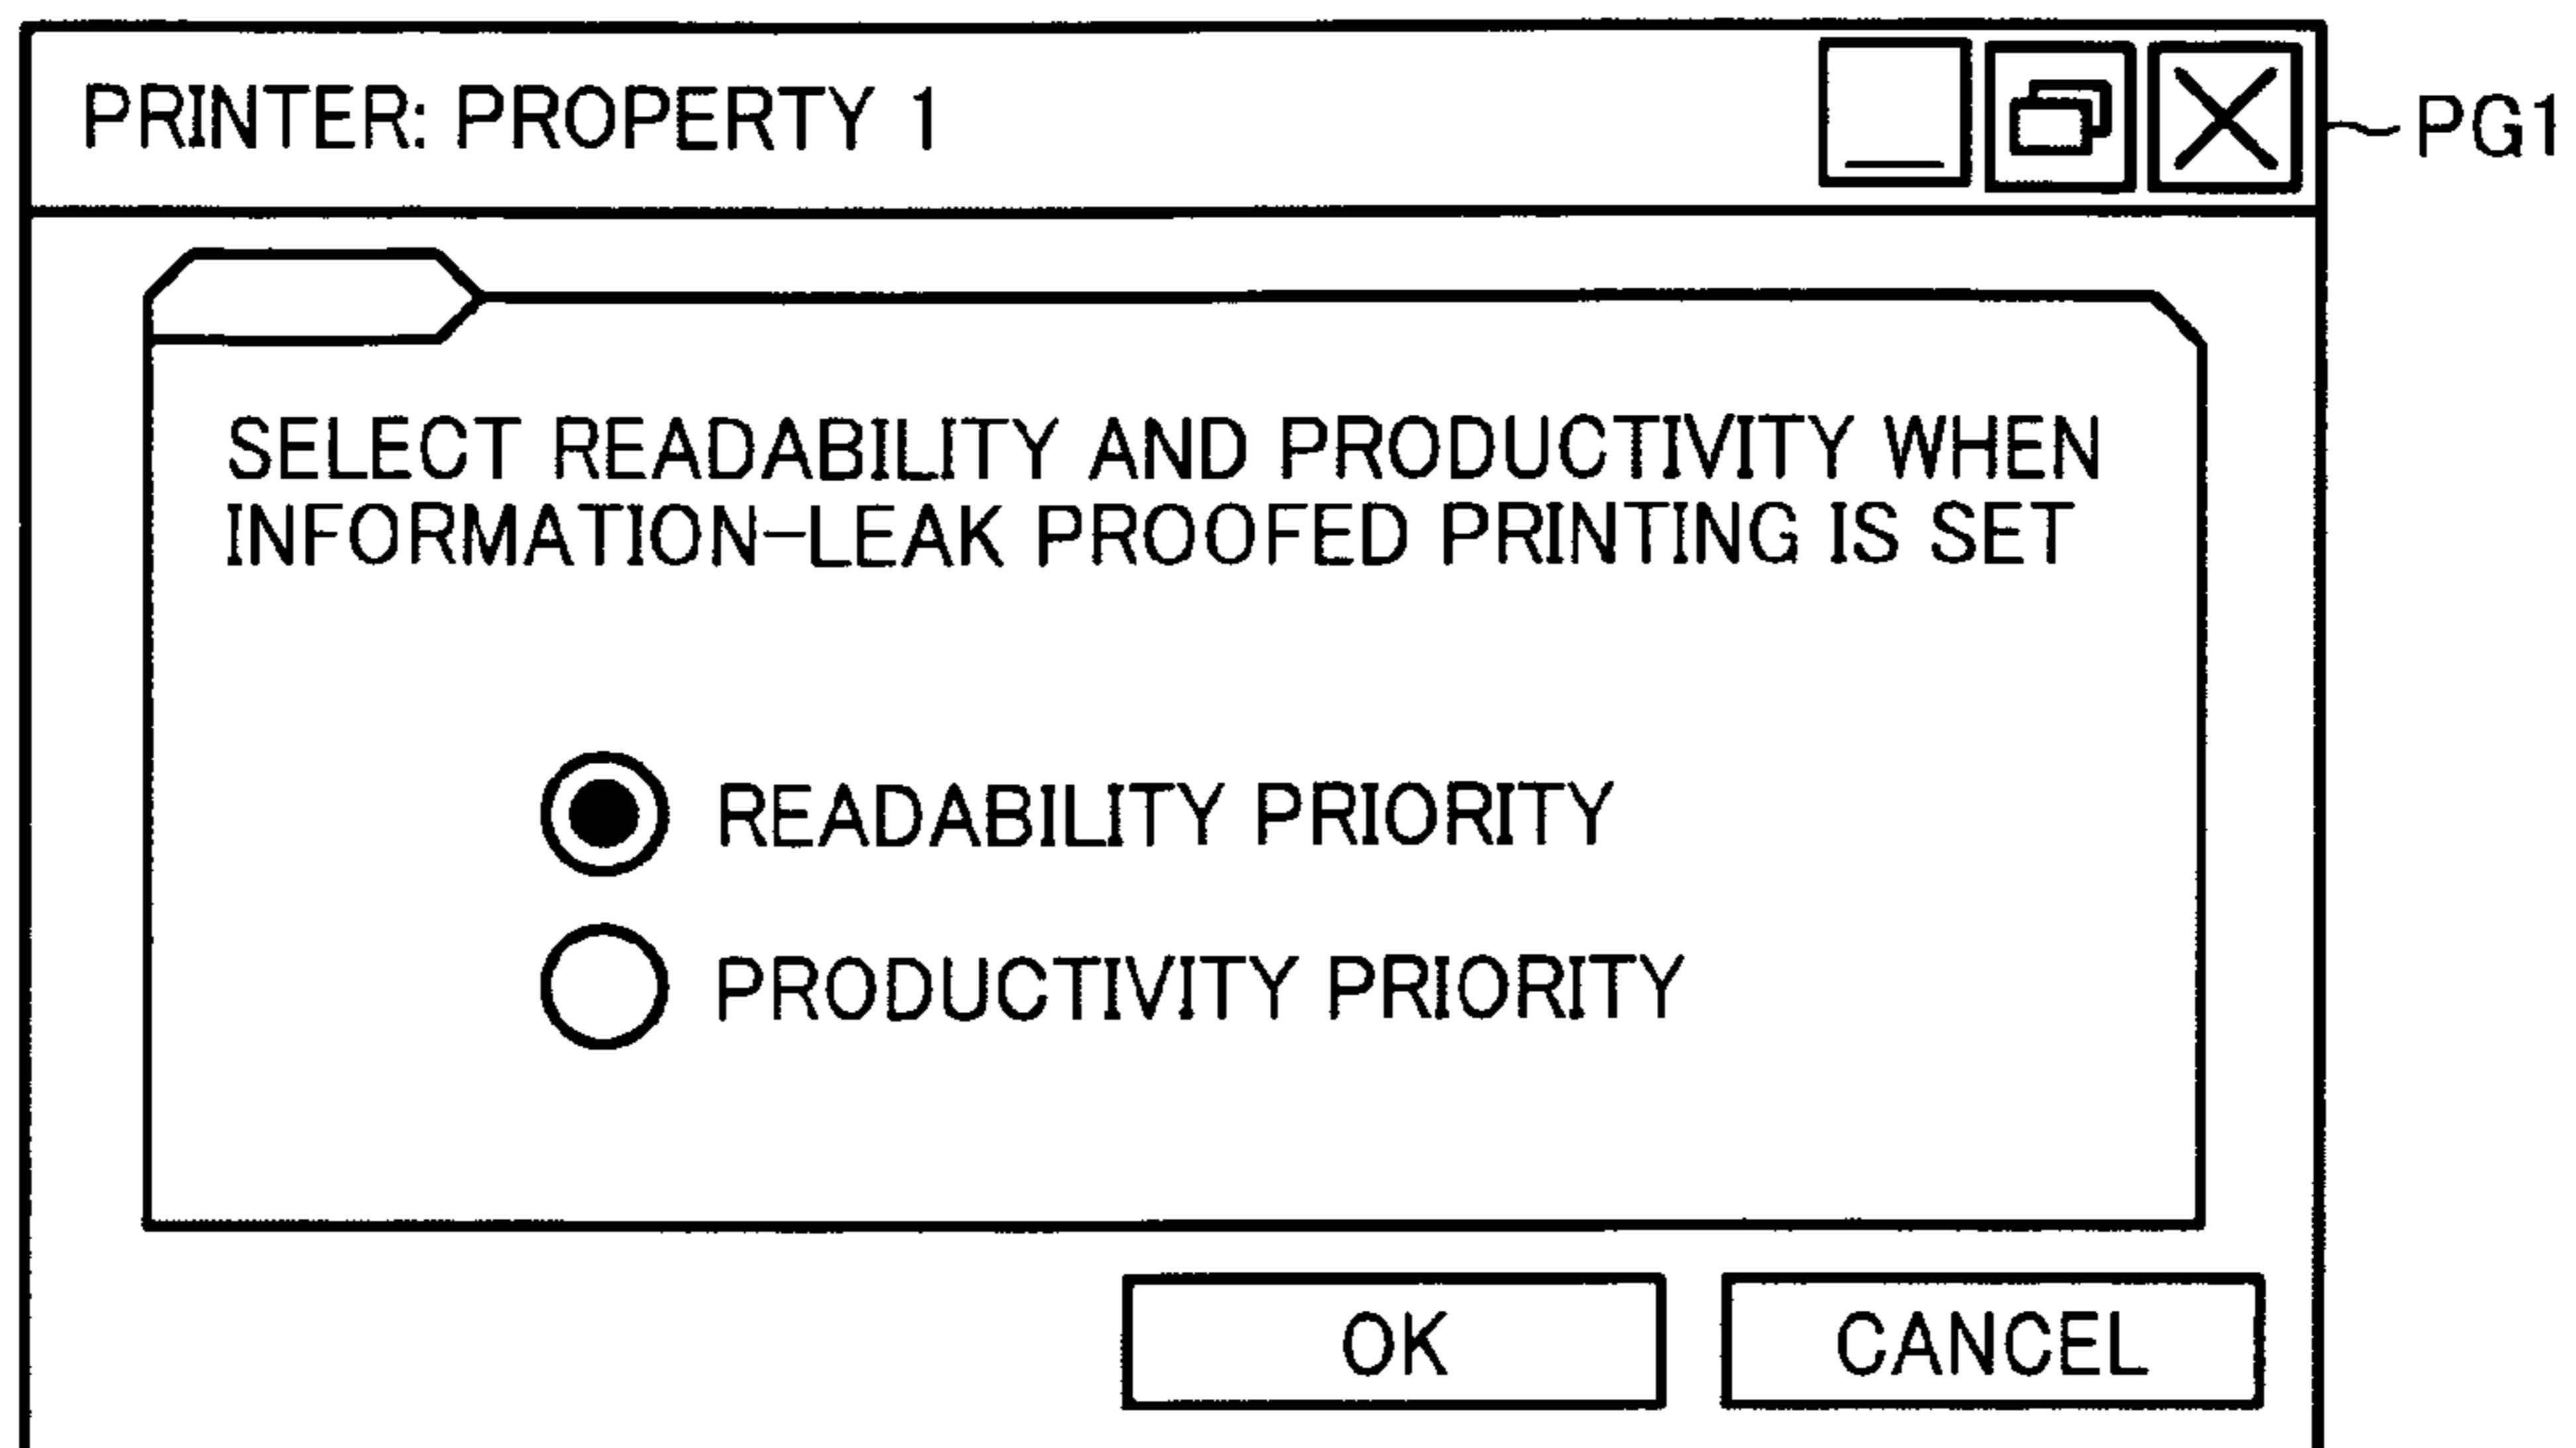 PRINTER: PROPERTY 1
PG1
SELECT READABILITY AND PRODUCTIVITY WHEN
INFORMATION-LEAK PROOFED PRINTING IS SET
READABILITY PRIORITY
PRODUCTIVITY PRIORITY
OK
CANCEL